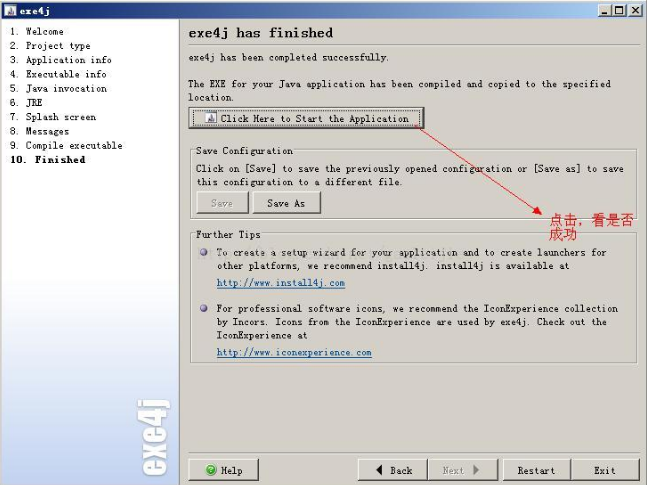 exe4j
1. Welcome
2. Project type
3. Application info
4. Executable info
5. Java invocation
6. JRE
7. Splash screen
8. Messages
9. Compile executable
10. Finished
exe4j
exe4j has finished
exe4j has been completed successfully.
The EXE for your Java application has been compiled and copied to the specified
location.
Click Here to Start the Application
Save Configuration
Click on [Save] to save the previously opened configuration or [Save as] to save
this configuration to a different file.
Save
Save As
点击，看是否
成功
Further Tips
To create a setup wizard for your application and to create launchers for
other platforms, we recommend install4j. install4j is available at
http://www.install4j.com
For professional software icons, we recommend the IconExperience collection
by Incors. Icons from the IconExperience are used by exe4j. Check out the
IconExperience at
http://www.iconexperience.com
Help
Back
Next
Restart
Exit